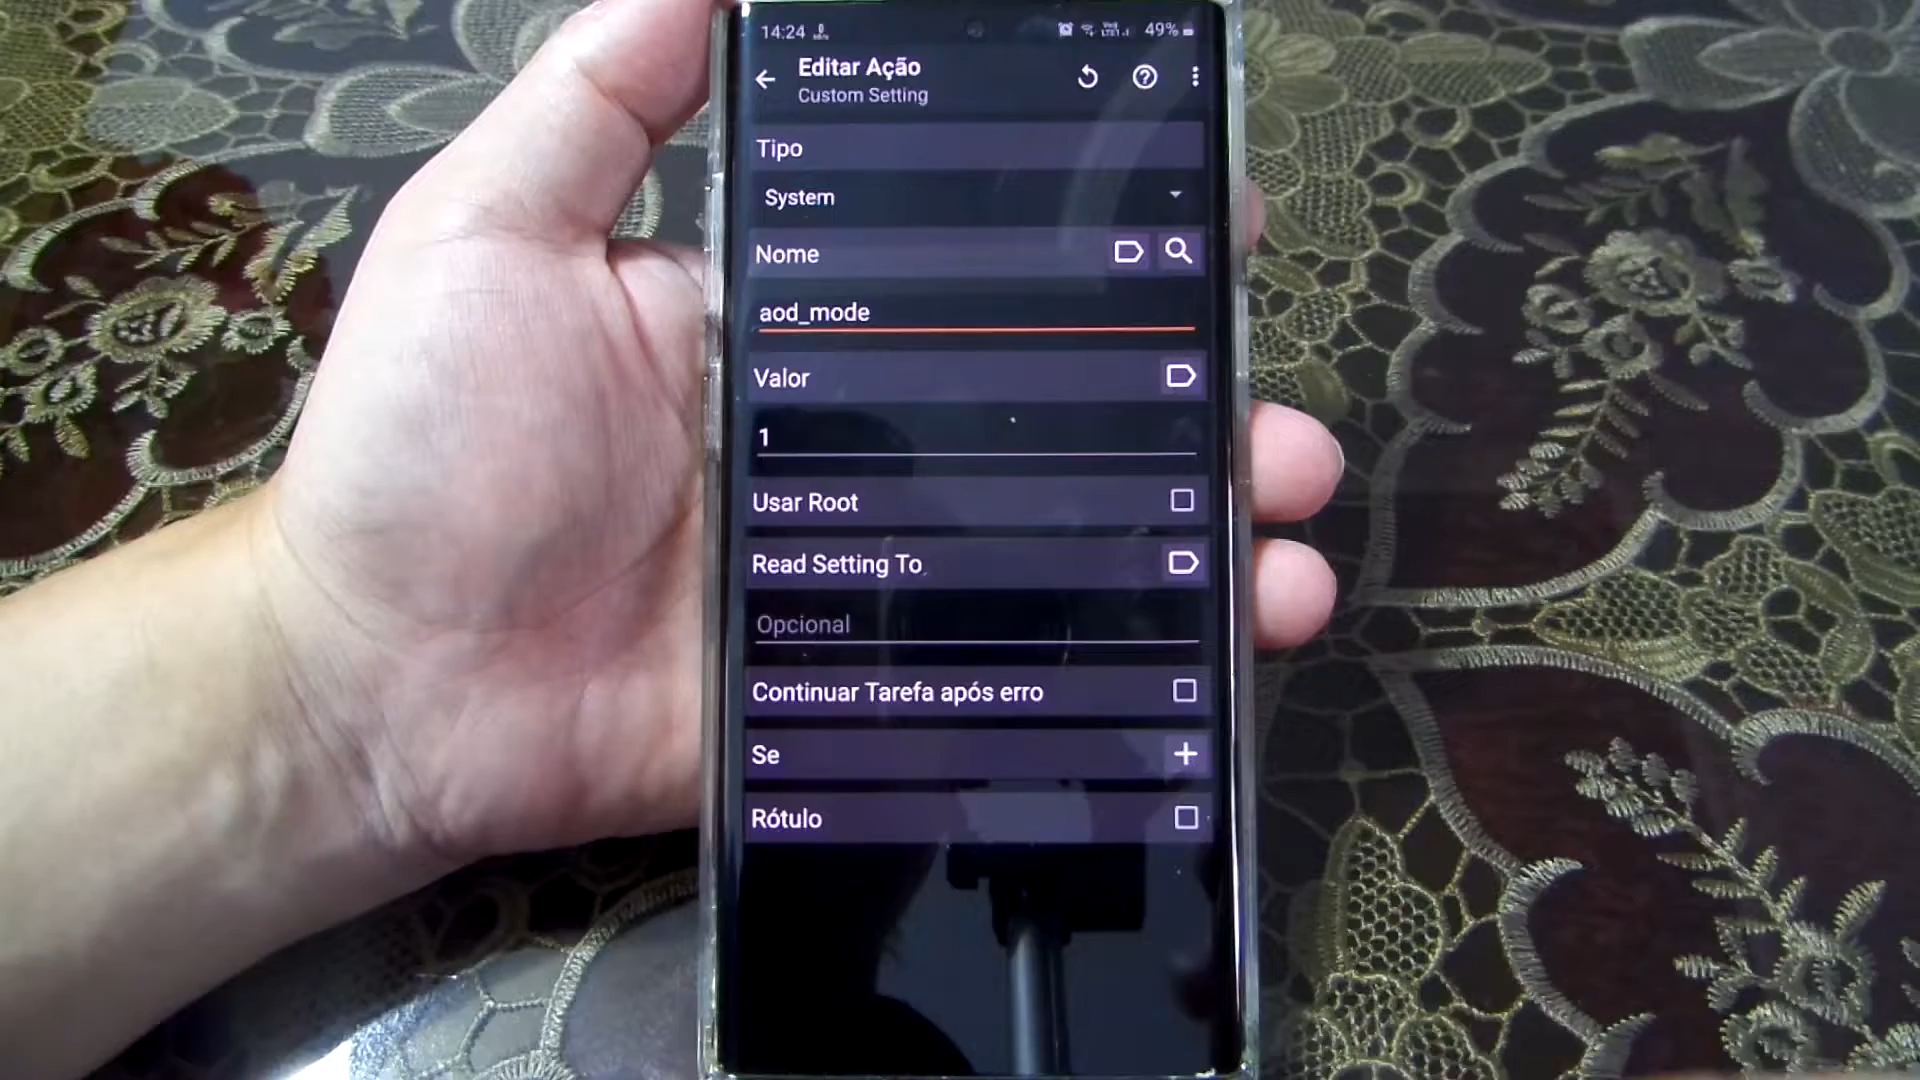 14:24
49%
Editar Ação
Custom Setting
Tipo
System
Nome
aod_mode
Valor
1
Usar Root
Read Setting To
Opcional
Continuar Tarefa após erro
Se
Rótulo